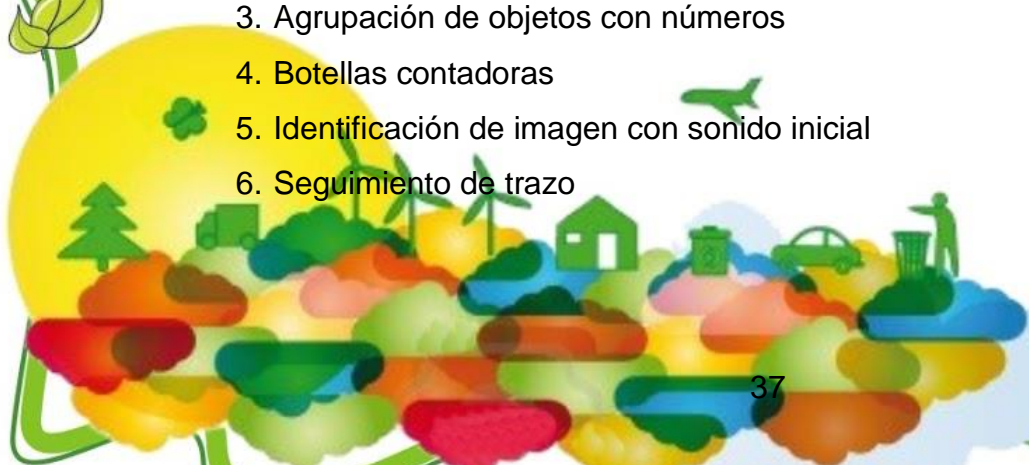 3. Agrupación de objetos con números
4. Botellas contadoras
5. Identificación de imagen con sonido inicial
6. Seguimiento de trazo
37